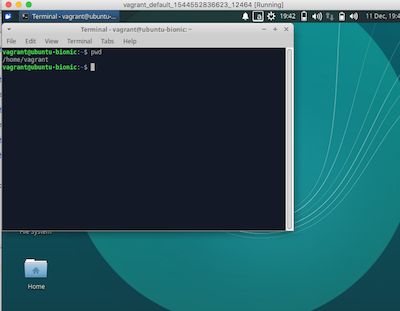 vagrant_default_1544552836623_12464 [Running]
Terminal - vagrant@ubuntu-... a 19:42 11 Dec, 19:4
Terminal - vagrant@ubuntu-bionic: ~
File Edit View Terminal Tabs Help
vagrant@ubuntu-bionic:~$ pwd
/home/vagrant
vagrant@ubuntu-bionic:~$
File System
Home